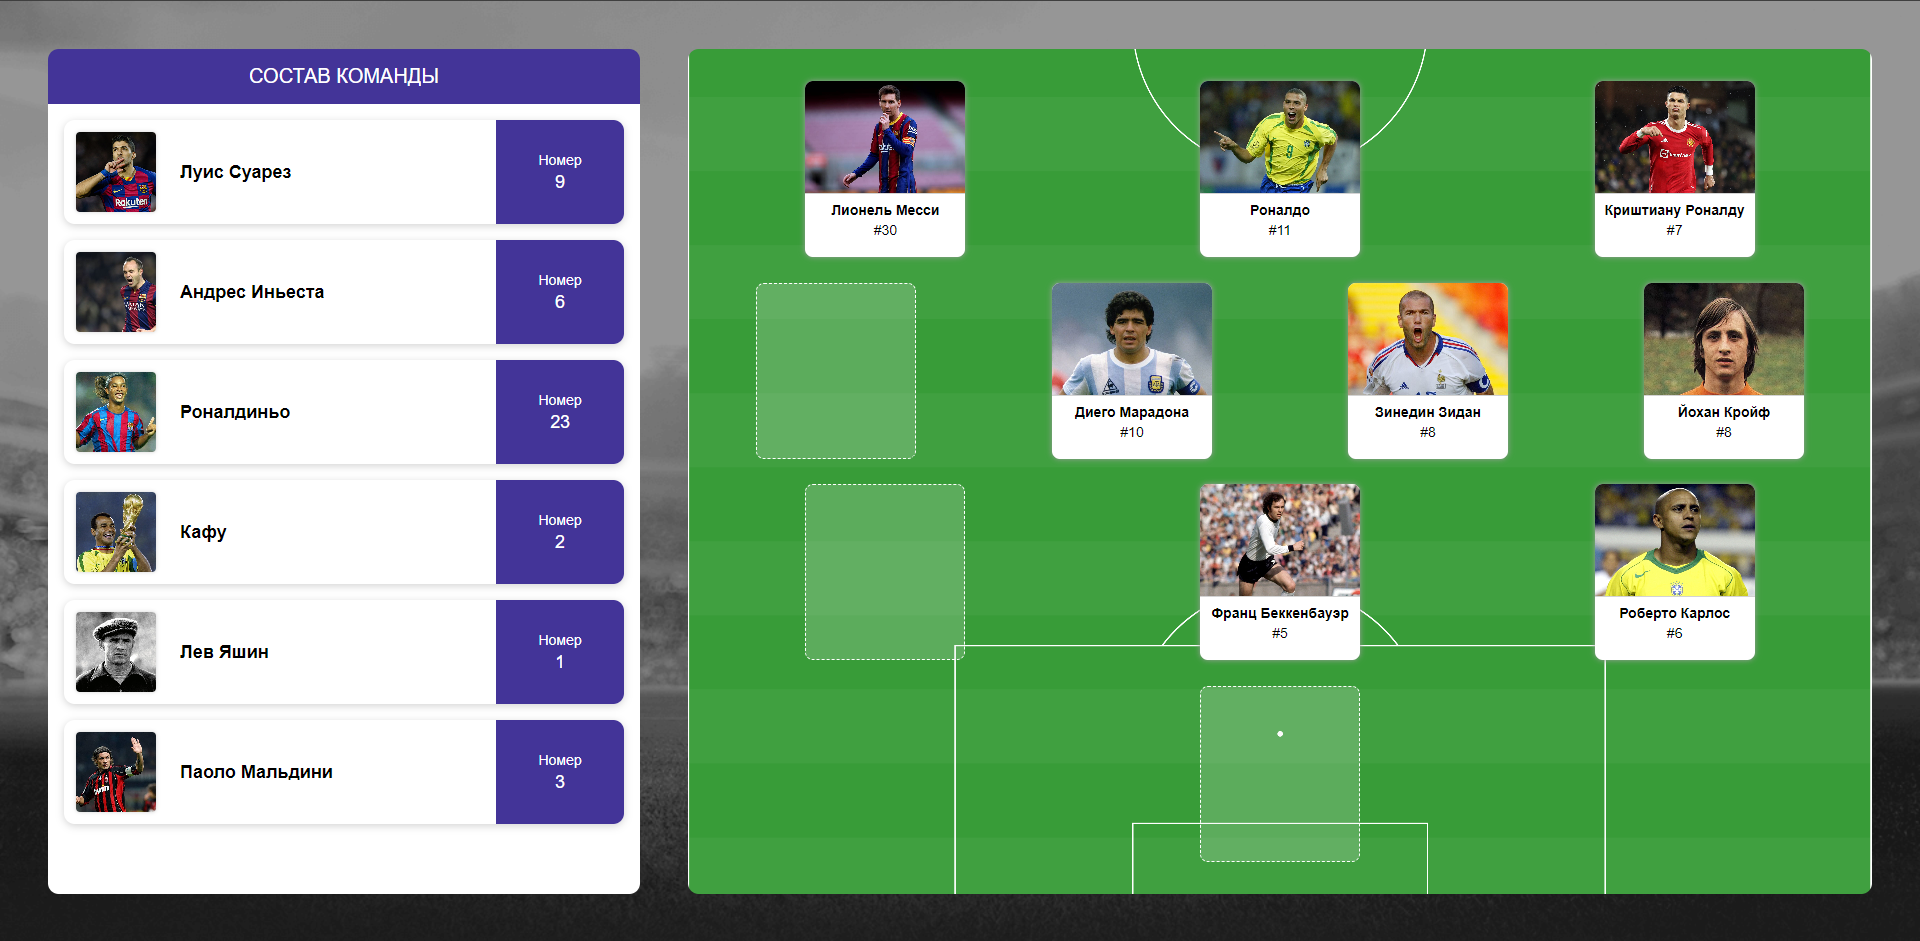 СОСТАВ КОМАНДЫ
Луис Суарез
Номер
9
Rakuten
Андрес Иньеста
Номер
6
Роналдиньо
Номер
23
Кафу
Номер
2
Лев Яшин
Номер
1
Паоло Мальдини
Номер
3
Лионель Месси
#30
9
Роналдо
#11
Криштиану Роналду
#7
Диего Марадона
#10
Зинедин Зидан
#8
Йохан Кройф
#8
Франц Беккенбауэр
#5
Роберто Карлос
#6